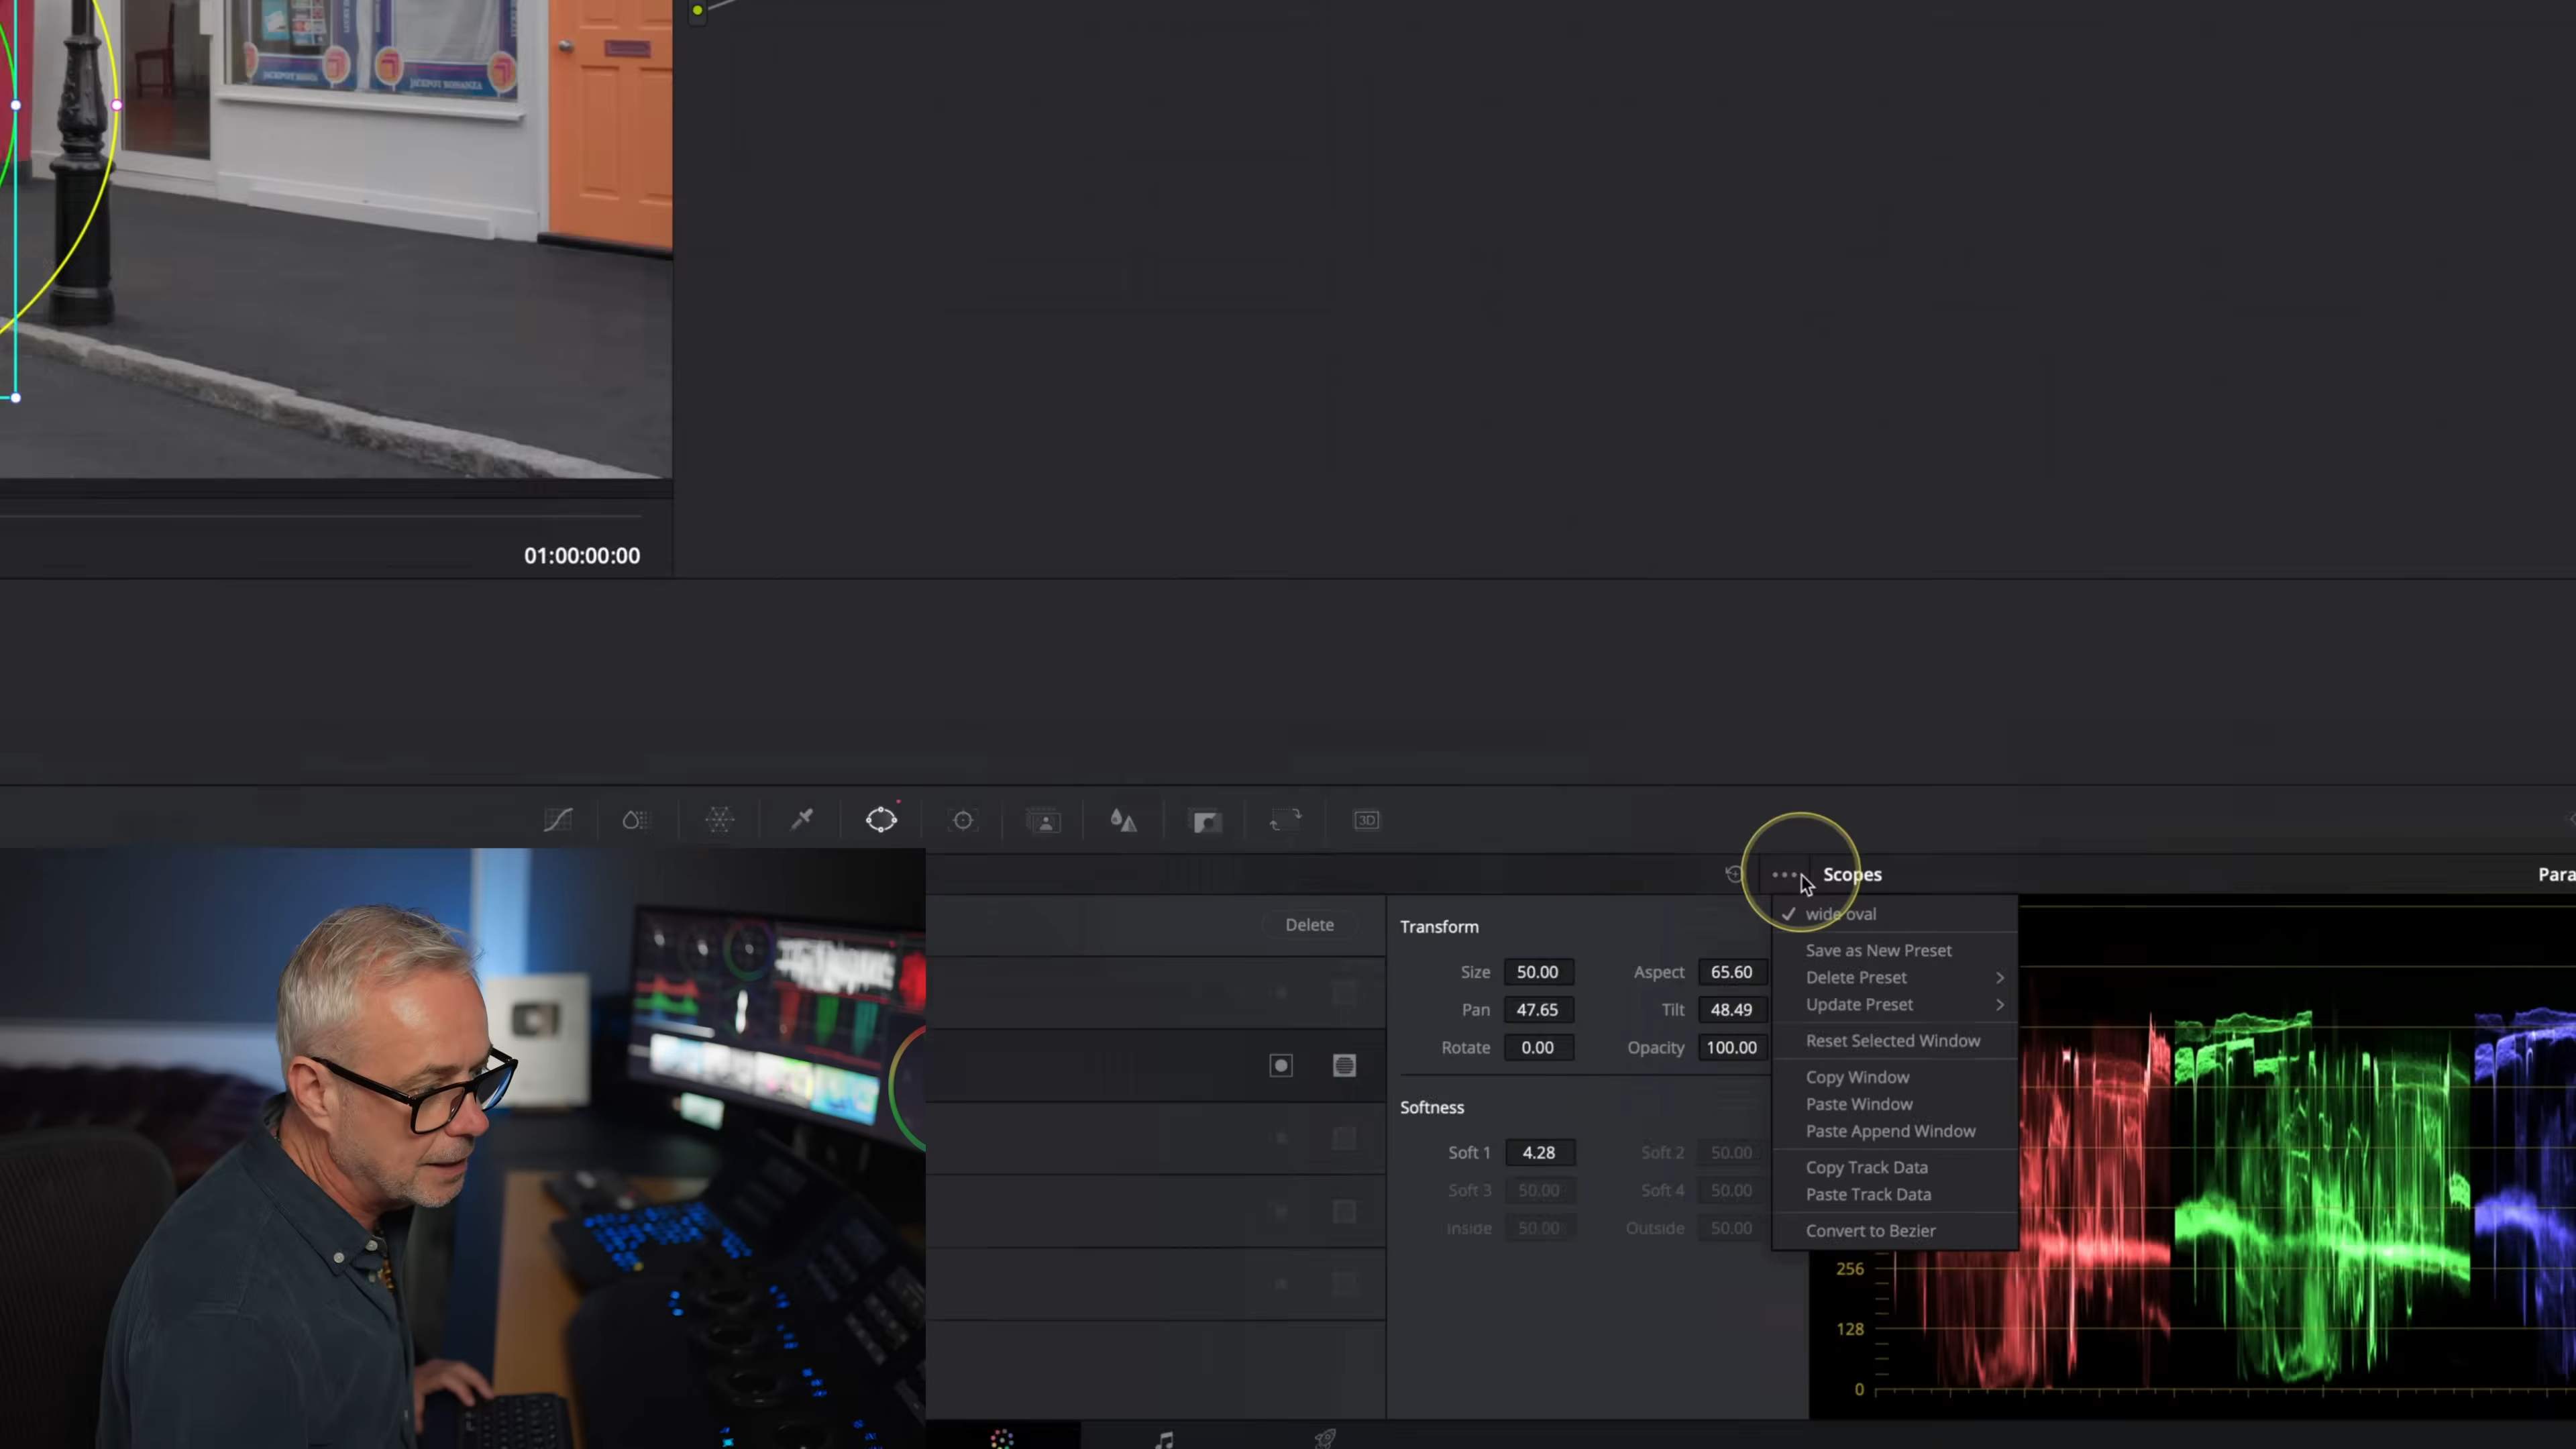 JACKPOT BONANZA
01:00:00:00
3D
Scopes
Para
Delete
Transform
Size 50.00 Aspect 65.60
Pan 47.65 Tilt 48.49
Rotate 0.00 Opacity 100.00
Softness
Soft 1 4.28 Soft 2 50.00
Soft 3 50.00 Soft 4 50.00
Inside 50.00 Outside 50.00
wide oval
Save as New Preset
Delete Preset
Update Preset
Reset Selected Window
Copy Window
Paste Window
Paste Append Window
Copy Track Data
Paste Track Data
Convert to Bezier
256
128
0